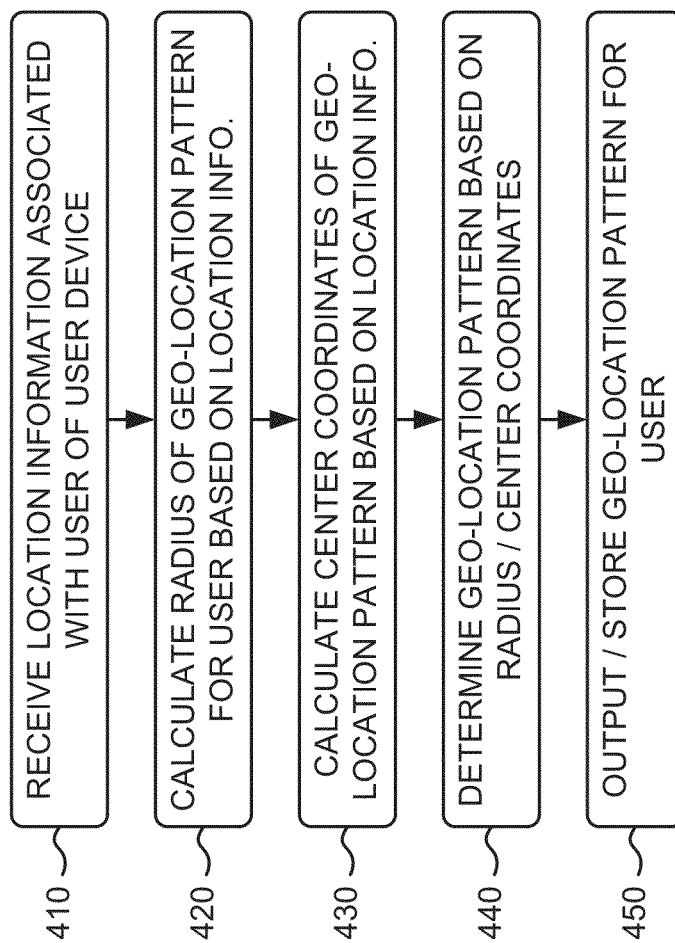 410
RECEIVE LOCATION INFORMATION ASSOCIATED
WITH USER OF USER DEVICE
420
CALCULATE RADIUS OF GEO-LOCATION PATTERN
FOR USER BASED ON LOCATION INFO.
430
CALCULATE CENTER COORDINATES OF GEO-
LOCATION PATTERN BASED ON LOCATION INFO.
440
DETERMINE GEO-LOCATION PATTERN BASED ON
RADIUS / CENTER COORDINATES
450
OUTPUT / STORE GEO-LOCATION PATTERN FOR
USER